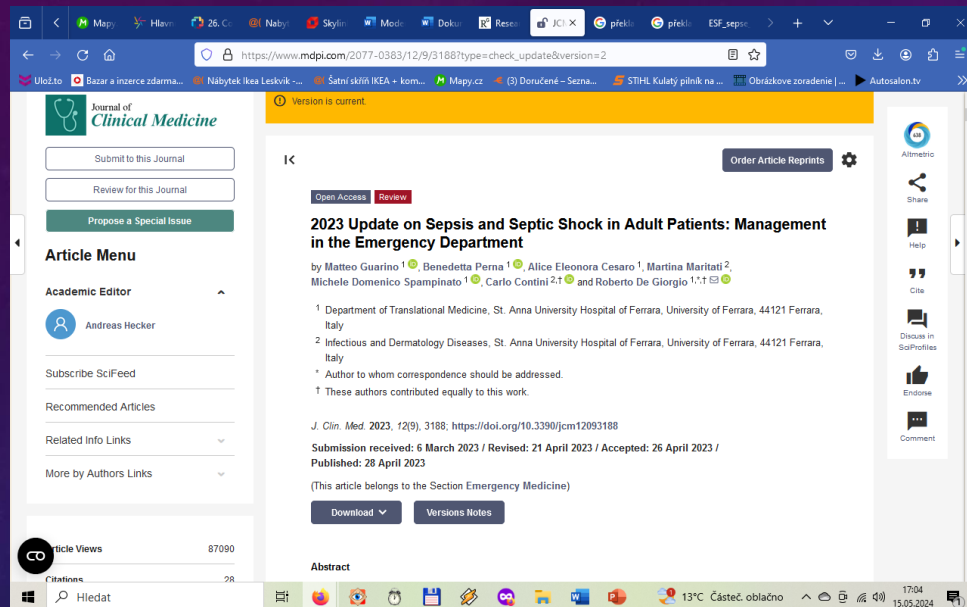 Mapy
Hlavn
26. Co
Nabyt
Skylin
Mode
Dokur
Resea
JCM
překla
překla
ESF_sepse
https://www.mdpi.com/2077-0383/12/9/3188?type=check_update&version=2
Ulož.to
Bazar a inzerce zdarma...
Nábytek Ikea Leskvik -...
Šatní skříň IKEA + kom...
Mapy.cz
(3) Doručené – Sezna...
STIHL Kulatý pilník na ...
Obrázkove zoradenie | ...
Autosalon.tv
Journal of
Clinical Medicine
Submit to this Journal
Review for this Journal
Propose a Special Issue
Article Menu
Academic Editor
Andreas Hecker
Subscribe SciFeed
Recommended Articles
Related Info Links
More by Authors Links
Article Views 87090
Citations 28
Version is current.
Order Article Reprints
Open Access Review
2023 Update on Sepsis and Septic Shock in Adult Patients: Management
in the Emergency Department
by Matteo Guarino 1, Benedetta Perna 1, Alice Eleonora Cesaro 1, Martina Maritati 2,
Michele Domenico Spampinato 1, Carlo Contini 2,† and Roberto De Giorgio 1,*,†
1 Department of Translational Medicine, St. Anna University Hospital of Ferrara, University of Ferrara, 44121 Ferrara,
Italy
2 Infectious and Dermatology Diseases, St. Anna University Hospital of Ferrara, University of Ferrara, 44121 Ferrara,
Italy
* Author to whom correspondence should be addressed.
† These authors contributed equally to this work.
J. Clin. Med. 2023, 12(9), 3188; https://doi.org/10.3390/jcm12093188
Submission received: 6 March 2023 / Revised: 21 April 2023 / Accepted: 26 April 2023 /
Published: 28 April 2023
(This article belongs to the Section Emergency Medicine)
Download
Versions Notes
Abstract
638
Altmetric
Share
Help
Cite
Discuss in
SciProfiles
Endorse
Comment
Hledat
13°C Částeč. oblačno
17:04
15.05.2024